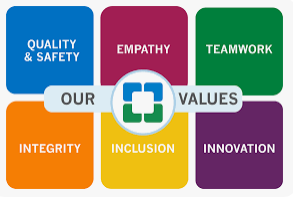 QUALITY
& SAFETY
EMPATHY
TEAMWORK
OUR VALUES
INTEGRITY
INCLUSION
INNOVATION